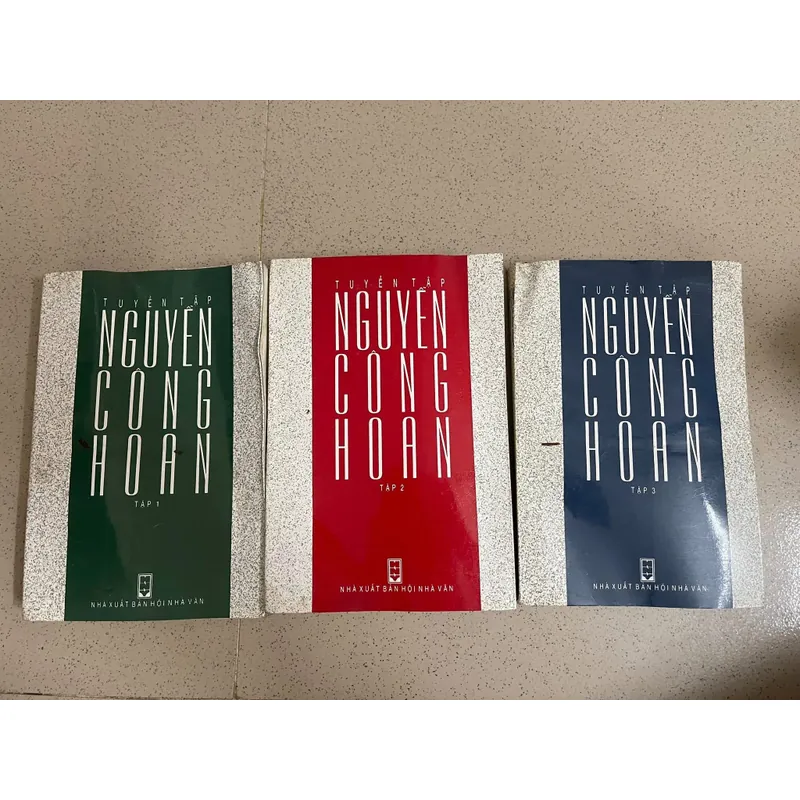 TUYỂN TẬP
NGUYỄN
CÔNG
HOAN
TẬP 1
NHÀ XUẤT BẢN HỘI NHÀ VĂN
TUYỂN TẬP
NGUYỄN
CÔNG
HOAN
TẬP 2
NHÀ XUẤT BẢN HỘI NHÀ VĂN
TUYỂN TẬP
NGUYỄN
CÔNG
HOAN
TẬP 3
NHÀ XUẤT BẢN HỘI NHÀ VĂN